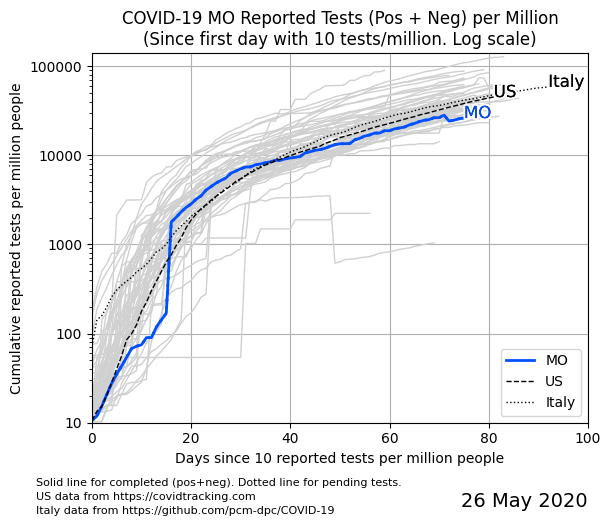 COVID-19 MO Reported Tests (Pos + Neg) per Million
(Since first day with 10 tests/million. Log scale)
Cumulative reported tests per million people
100000
10000
1000
100
10
Italy
US
MO
MO
US
Italy
0
20
40
60
80
100
Days since 10 reported tests per million people
Solid line for completed (pos+neg). Dotted line for pending tests.
US data from https://covidtracking.com
Italy data from https://github.com/pcm-dpc/COVID-19
26 May 2020